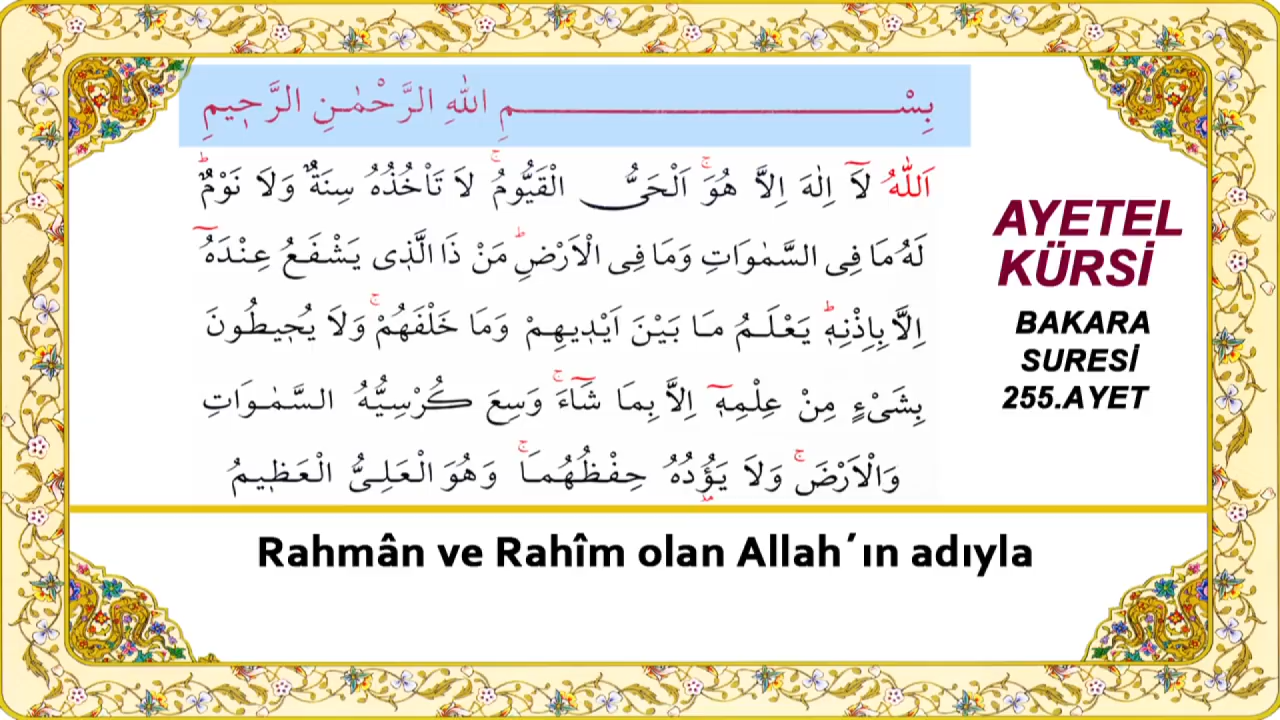 بِسْمِ اللهِ الرَّحْمٰنِ الرَّح۪يمِ
اَللّٰهُ لَٓا اِلٰهَ اِلَّا هُوَۚ اَلْحَيُّ الْقَيُّومُۚ لَا تَأْخُذُهُ سِنَةٌ وَلَا نَوْمٌۜ
لَهُ مَا فِى السَّمٰوَاتِ وَمَا فِى الْاَرْضِۜ مَنْ ذَا الَّذ۪ى يَشْفَعُ عِنْدَهُٓ
اِلَّا بِاِذْنِه۪ۜ يَعْلَمُ مَا بَيْنَ اَيْد۪يهِمْ وَمَا خَلْفَهُمْۚ وَلَا يُح۪يطُونَ
بِشَىْءٍ مِنْ عِلْمِه۪ٓ اِلَّا بِمَا شَٓاءَۚ وَسِعَ كُرْسِيُّهُ السَّمٰوَاتِ
وَالْاَرْضَۚ وَلَا يَؤُ۫دُهُ حِفْظُهُمَاۚ وَهُوَ الْعَلِىُّ الْعَظ۪يمُ
AYETEL
KÜRSİ
BAKARA
SURESİ
255.AYET
Rahmân ve Rahîm olan Allah´ın adıyla